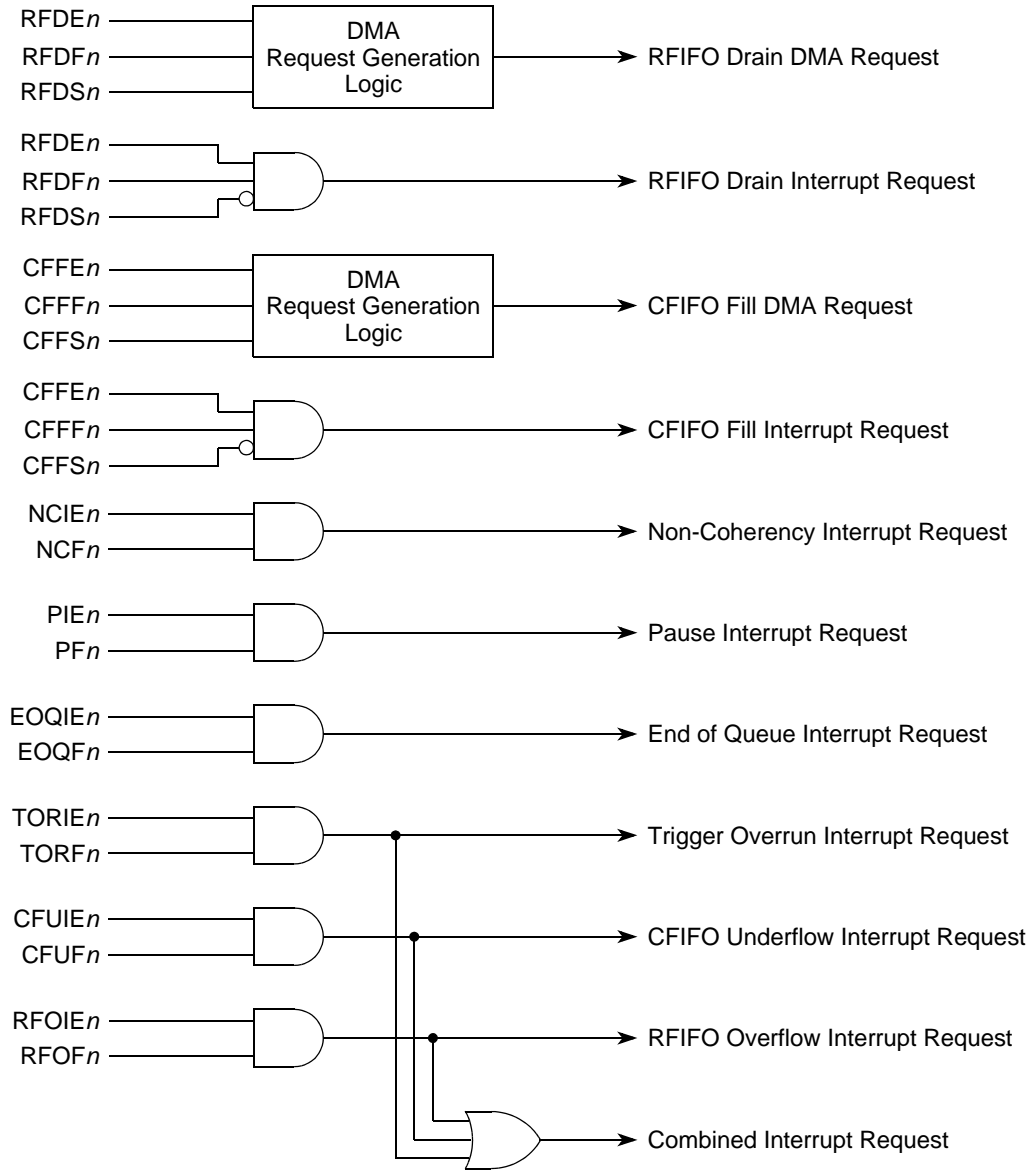 RFDEn
RFDFn
RFDSn
DMA
Request Generation
Logic
RFIFO Drain DMA Request
RFDEn
RFDFn
RFDSn
RFIFO Drain Interrupt Request
CFFEn
CFFFn
CFFSn
DMA
Request Generation
Logic
CFIFO Fill DMA Request
CFFEn
CFFFn
CFFSn
CFIFO Fill Interrupt Request
NCIEn
NCFn
Non-Coherency Interrupt Request
PIEn
PFn
Pause Interrupt Request
EOQIEn
EOQFn
End of Queue Interrupt Request
TORIEn
TORFn
Trigger Overrun Interrupt Request
CFUIEn
CFUFn
CFIFO Underflow Interrupt Request
RFOIEn
RFOFn
RFIFO Overflow Interrupt Request
Combined Interrupt Request